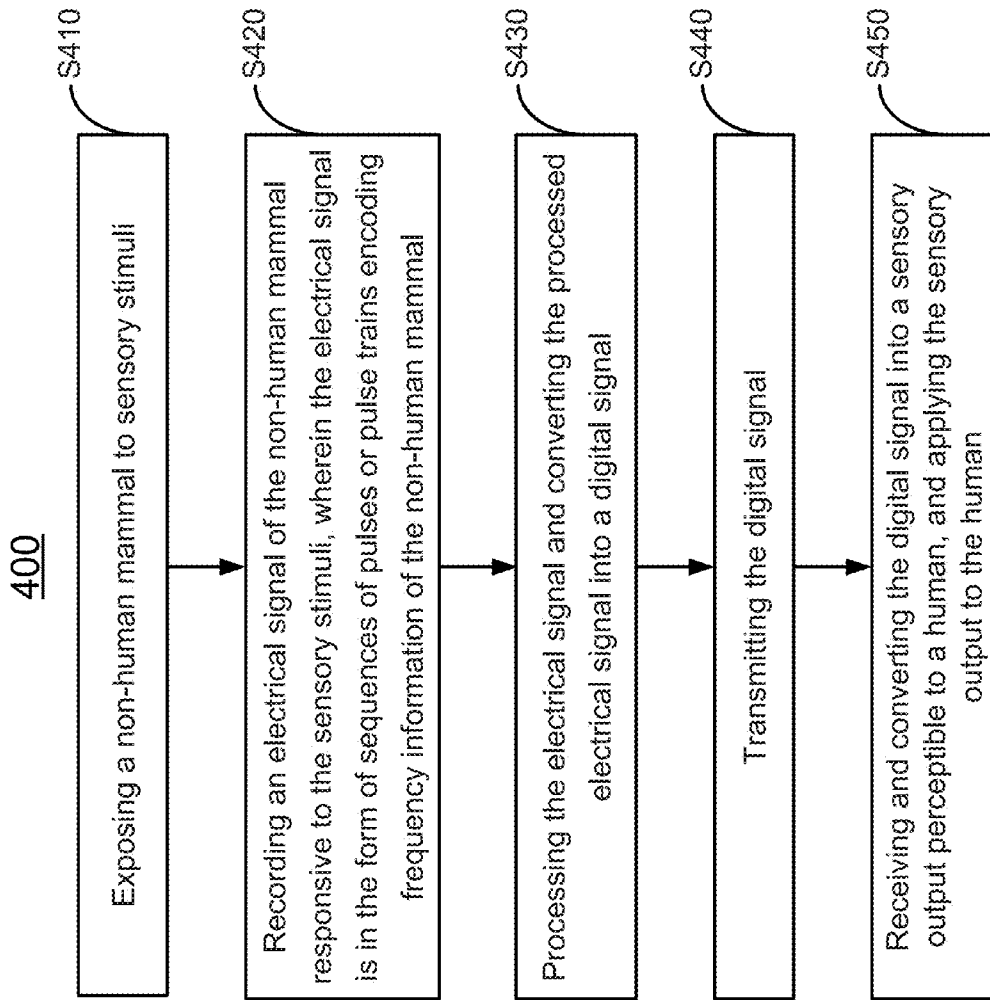 400
Exposing a non-human mammal to sensory stimuli
S410
Recording an electrical signal of the non-human mammal
responsive to the sensory stimuli, wherein the electrical signal
is in the form of sequences of pulses or pulse trains encoding
frequency information of the non-human mammal
S420
Processing the electrical signal and converting the processed
electrical signal into a digital signal
S430
Transmitting the digital signal
S440
Receiving and converting the digital signal into a sensory
output perceptible to a human, and applying the sensory
output to the human
S450